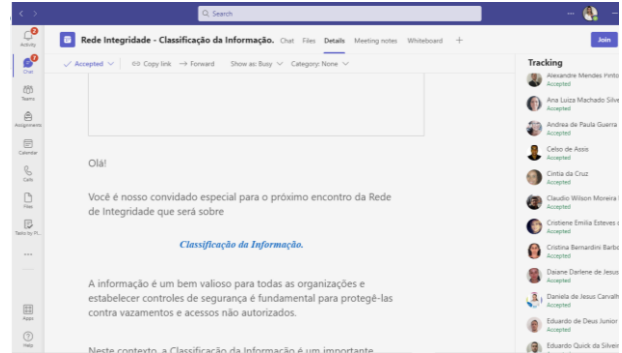 Search
Rede Integridade - Classificação da Informação. Chat Files Details Meeting notes Whiteboard +
Join
Accepted Copy link Forward Show as: Busy Category: None
Tracking
Activity
Chat
Teams
Assignments
Calendar
Calls
Files
Tasks by Pl...
Apps
Help
Olá!
Você é nosso convidado especial para o próximo encontro da Rede
de Integridade que será sobre
Classificação da Informação.
A informação é um bem valioso para todas as organizações e
estabelecer controles de segurança é fundamental para protegê-las
contra vazamentos e acessos não autorizados.
Neste contexto, a Classificação da Informação é um importante
Alexandre Mendes Pinto
Accepted
Ana Luiza Machado Silve
Accepted
Andrea de Paula Guerra
Accepted
Celso de Assis
Accepted
Cintia da Cruz
Accepted
Claudio Wilson Moreira
Accepted
Cristiene Emilia Esteves
Accepted
Cristina Bernardini Barbo
Accepted
Daiane Darlene de Jesus
Accepted
Daniela de Jesus Carvalh
Accepted
Eduardo de Deus Junior
Accepted
Eduardo Quick da Silveir
Accepted